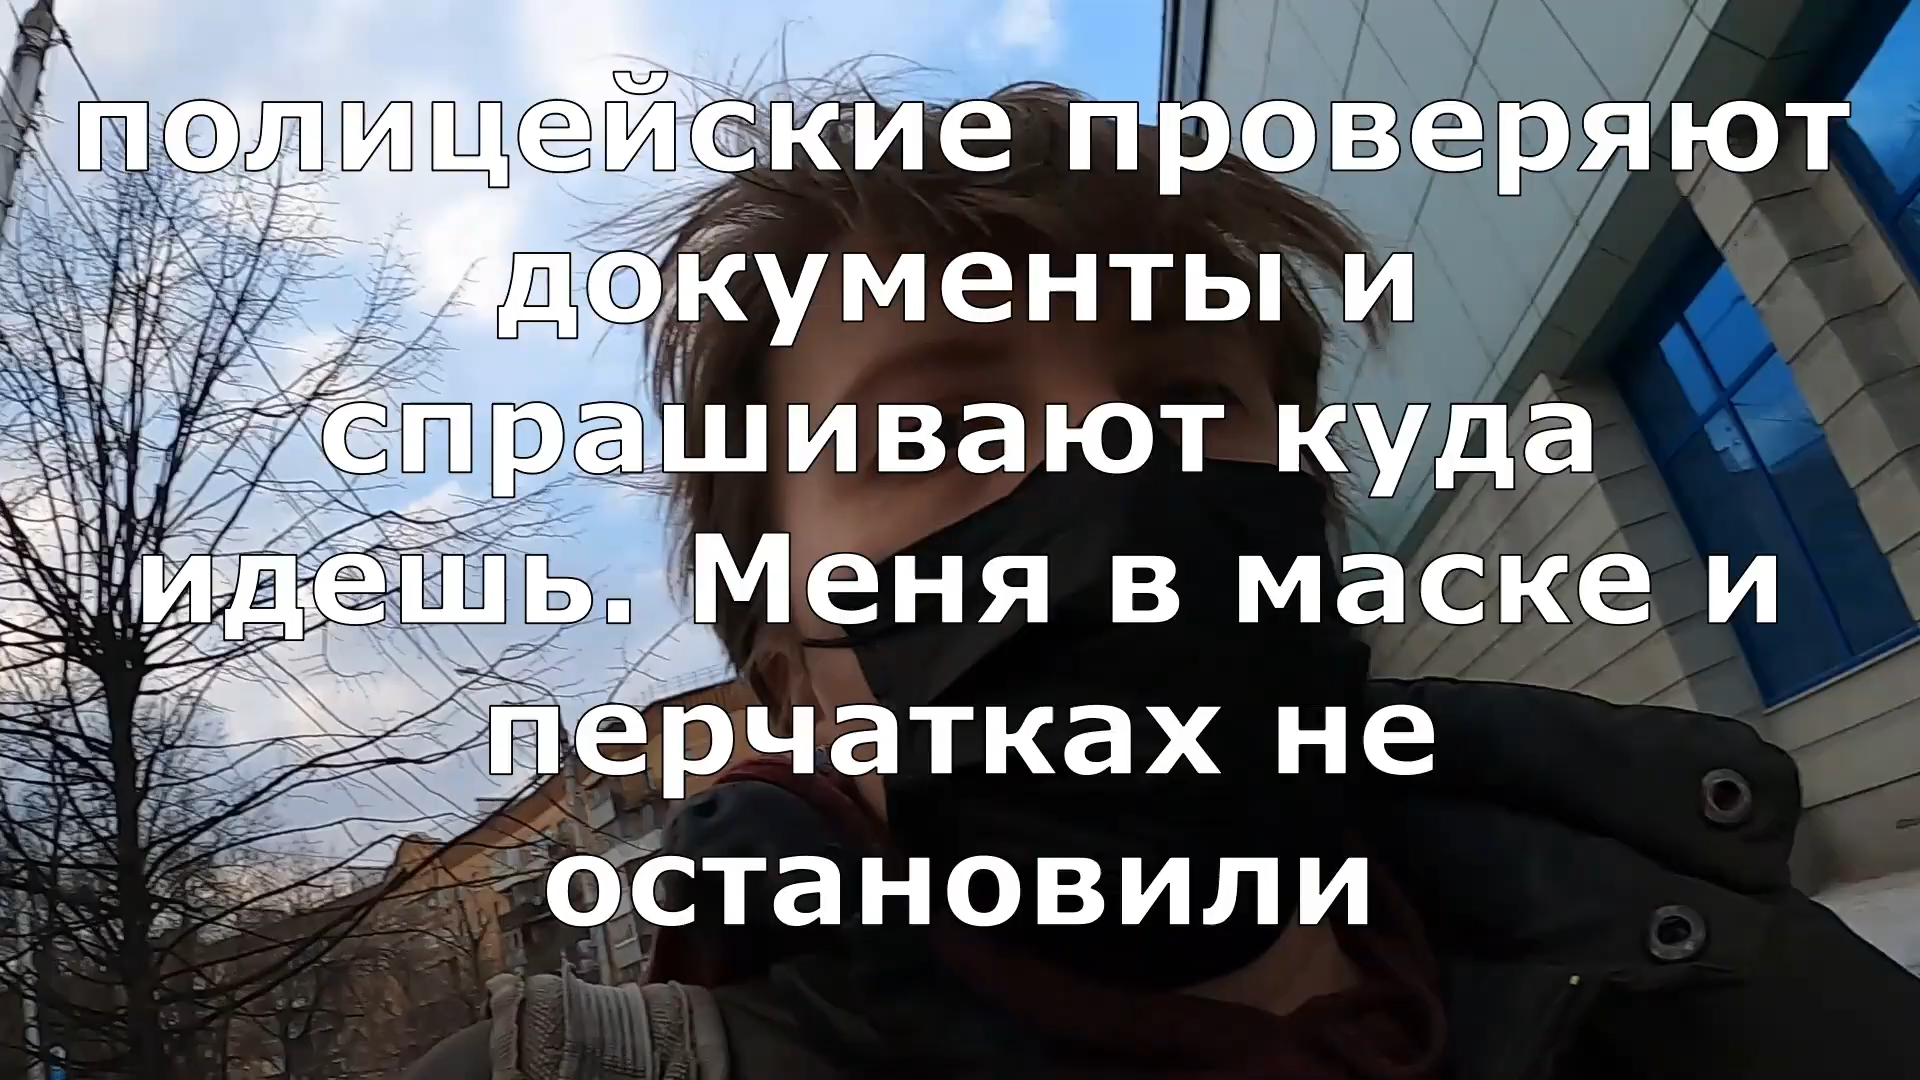 полицейские проверяют
документы и
спрашивают куда
идешь. Меня в маске и
перчатках не
остановили